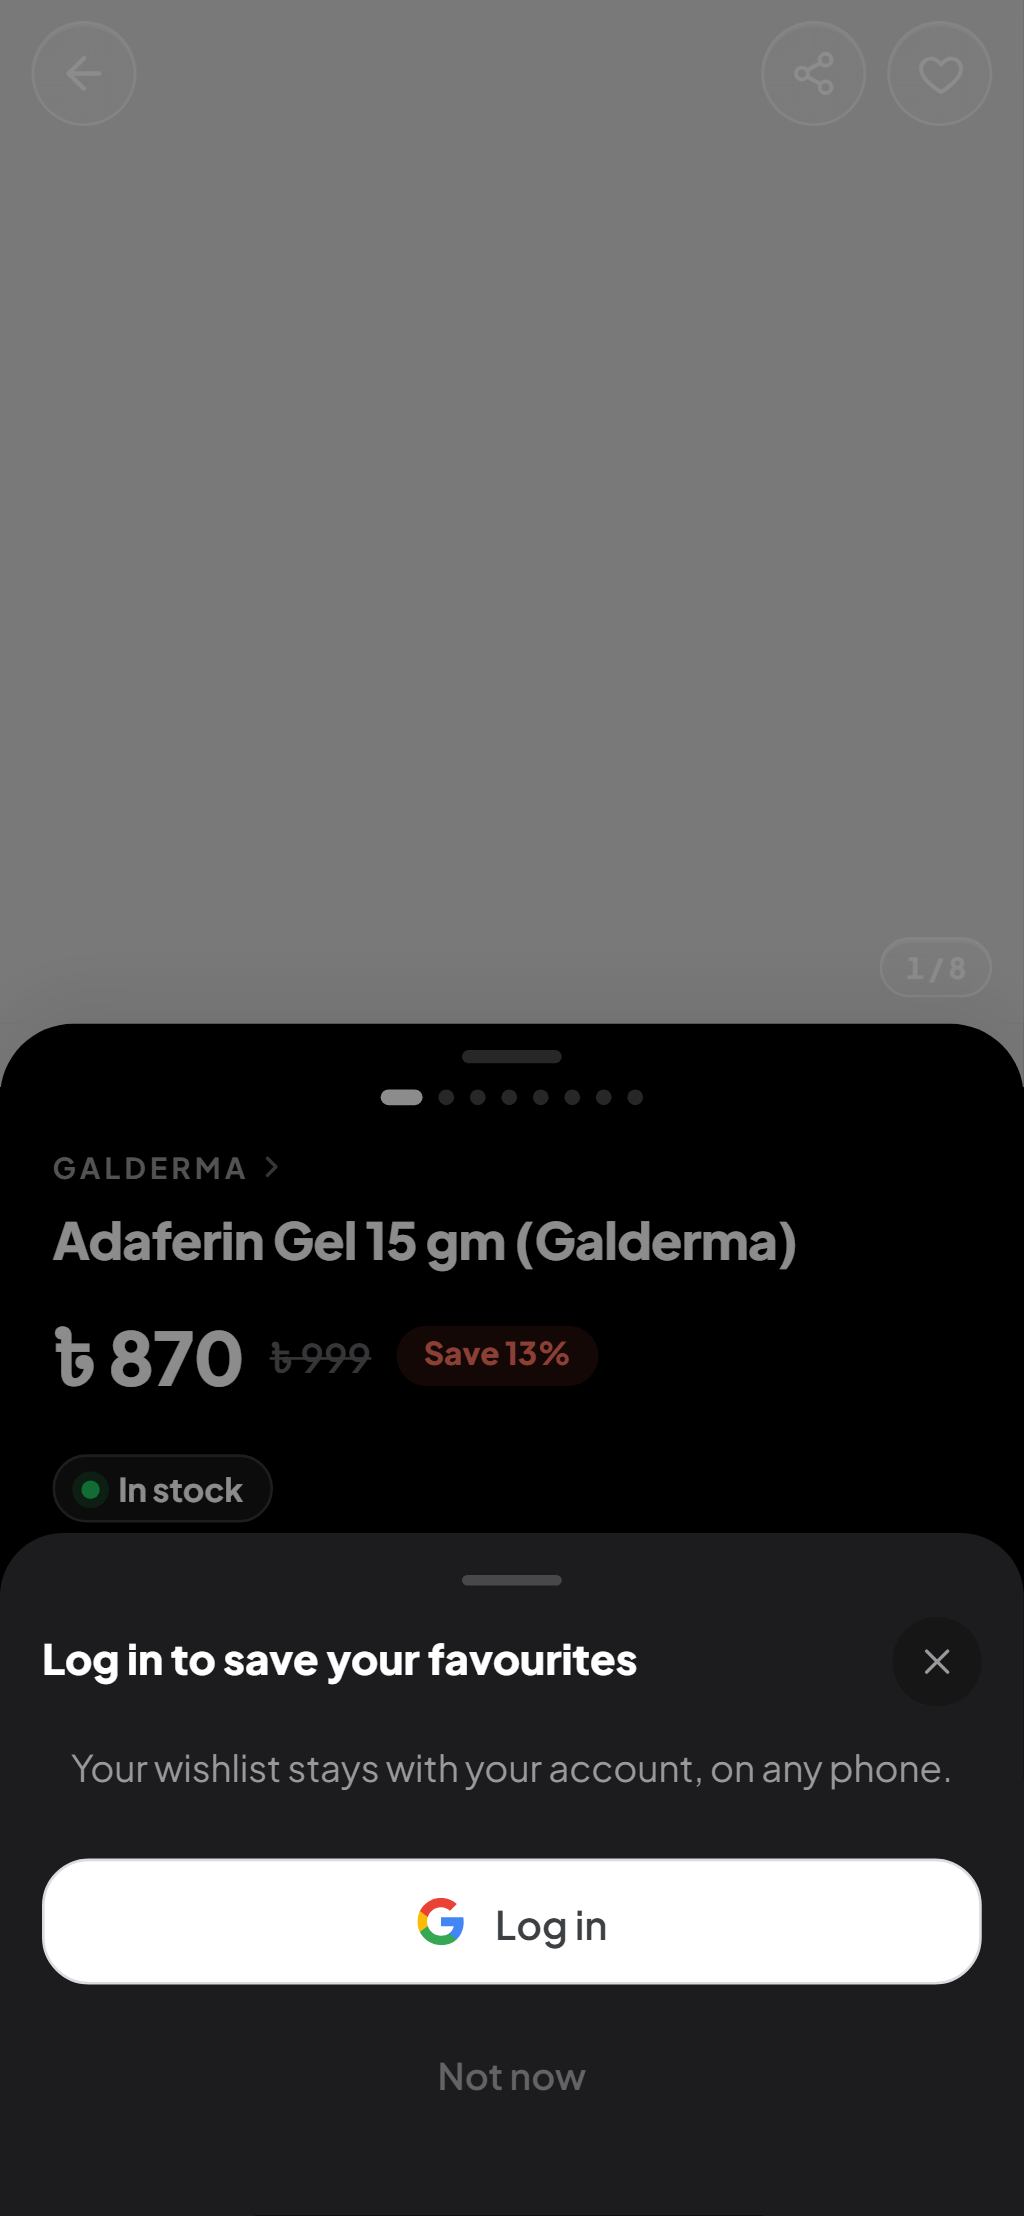 1 / 8
GALDERMA
Adaferin Gel 15 gm (Galderma)
৳ 870 ৳ 999 Save 13%
In stock
Log in to save your favourites
Your wishlist stays with your account, on any phone.
Log in
Not now